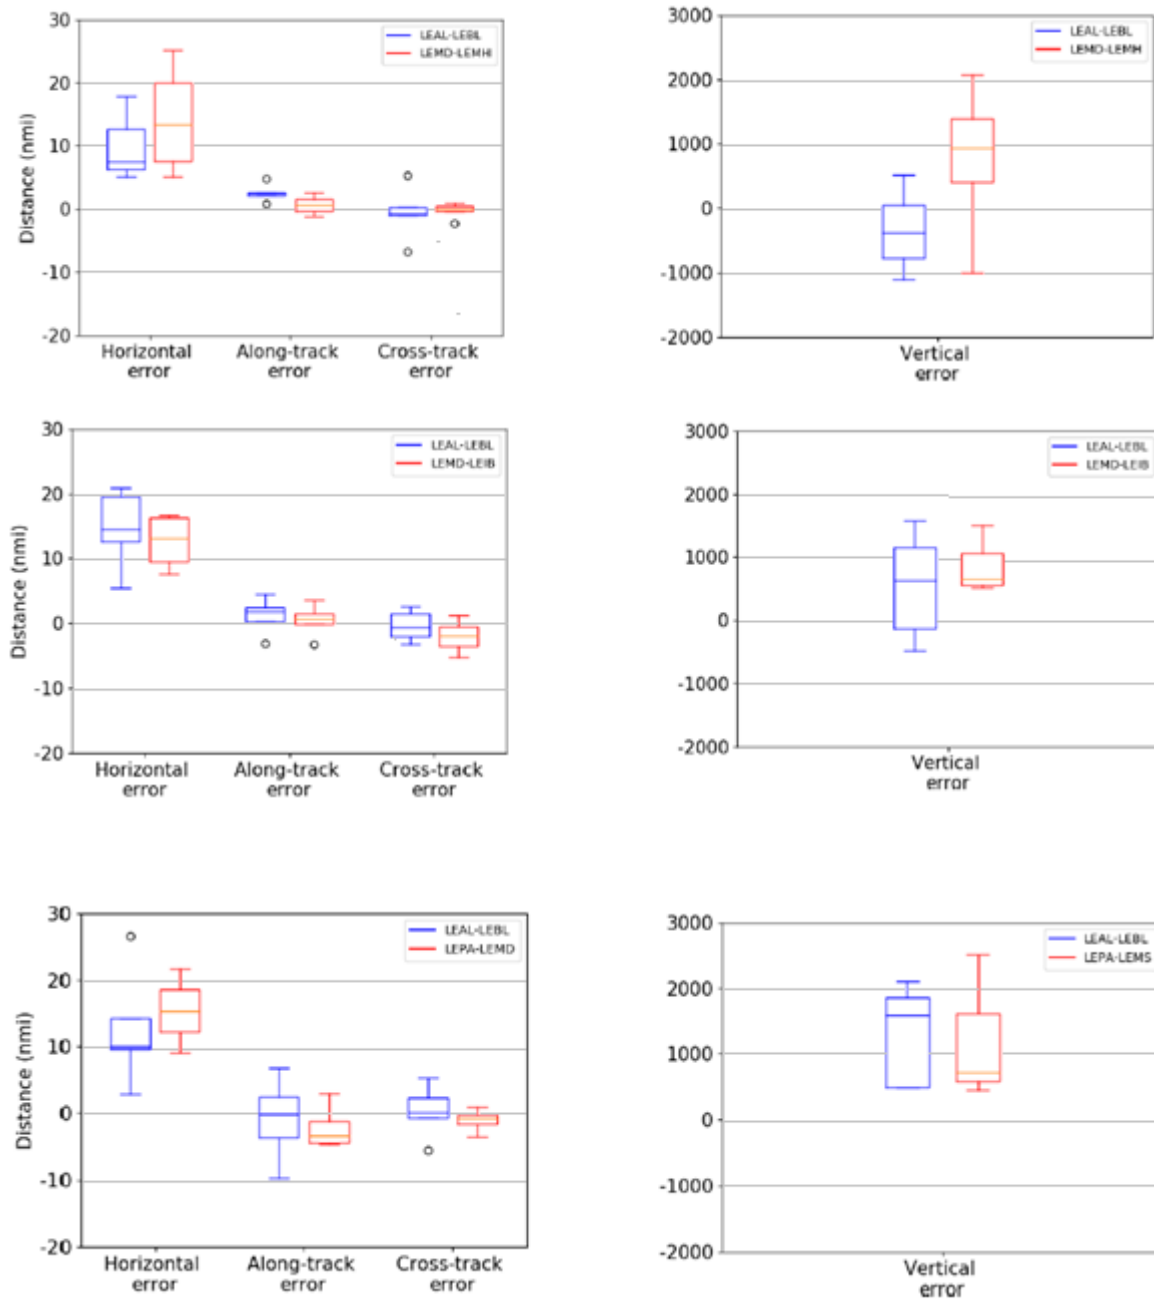 30
20
10
0
-10
-20
Distance (nmi)
LEAL-LEBL
LEMD-LEMH
Horizontal
error
Along-track
error
Cross-track
error
3000
2000
1000
0
-1000
-2000
LEAL-LEBL
LEMD-LEMH
Vertical
error
30
20
10
0
-10
-20
Distance (nmi)
LEAL-LEBL
LEMD-LEIB
Horizontal
error
Along-track
error
Cross-track
error
3000
2000
1000
0
-1000
-2000
LEAL-LEBL
LEMD-LEIB
Vertical
error
30
20
10
0
-10
-20
Distance (nmi)
LEAL-LEBL
LEPA-LEMD
Horizontal
error
Along-track
error
Cross-track
error
3000
2000
1000
0
-1000
-2000
LEAL-LEBL
LEPA-LEMS
Vertical
error